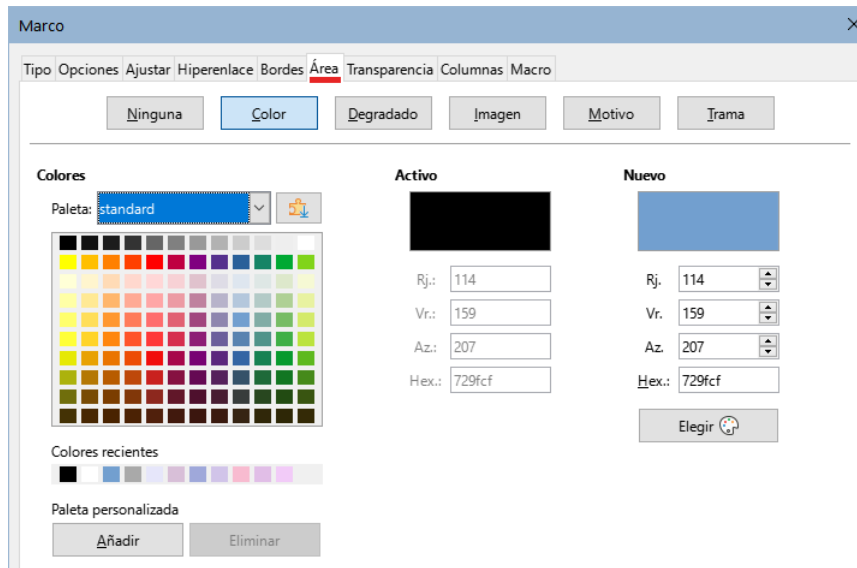 Marco
Tipo Opciones Ajustar Hiperenlace Bordes Área Transparencia Columnas Macro
Ninguna Color Degradado Imagen Motivo Trama
Colores Activo Nuevo
Paleta: standard
Rj.: 114 Rj. 114
Vr.: 159 Vr. 159
Az.: 207 Az. 207
Hex.: 729fcf Hex.: 729fcf
Elegir
Colores recientes
Paleta personalizada
Añadir Eliminar